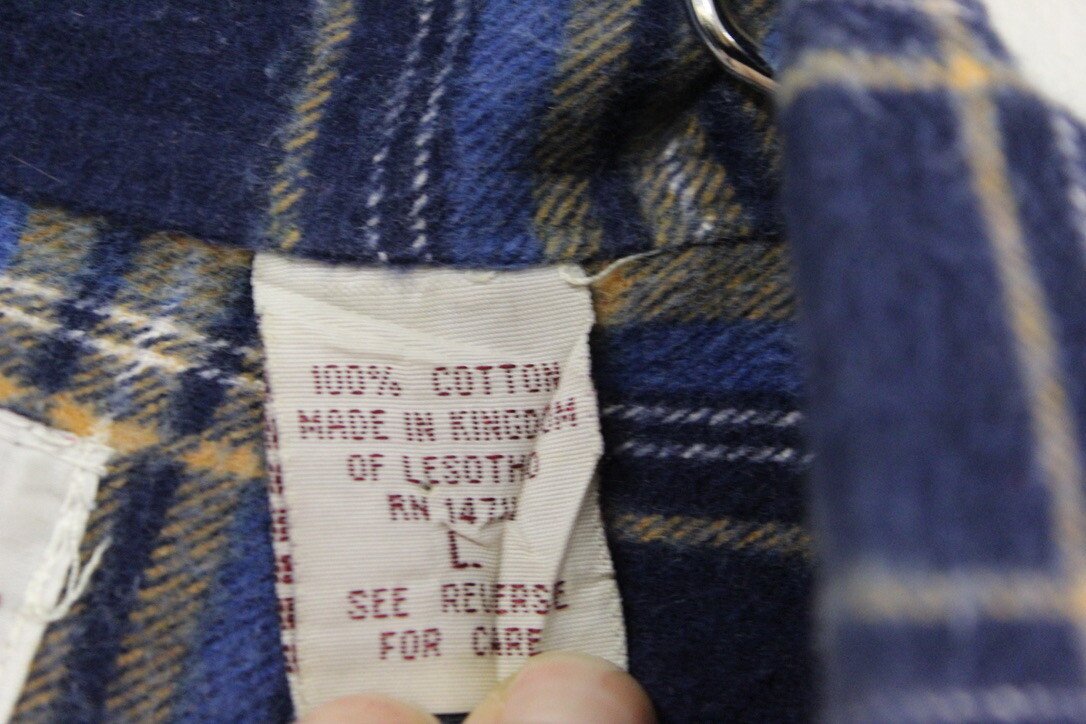 100% COTTON
MADE IN KINGDOM
OF LESOTHO
RN
L.
SEE REVERSE
FOR CARE